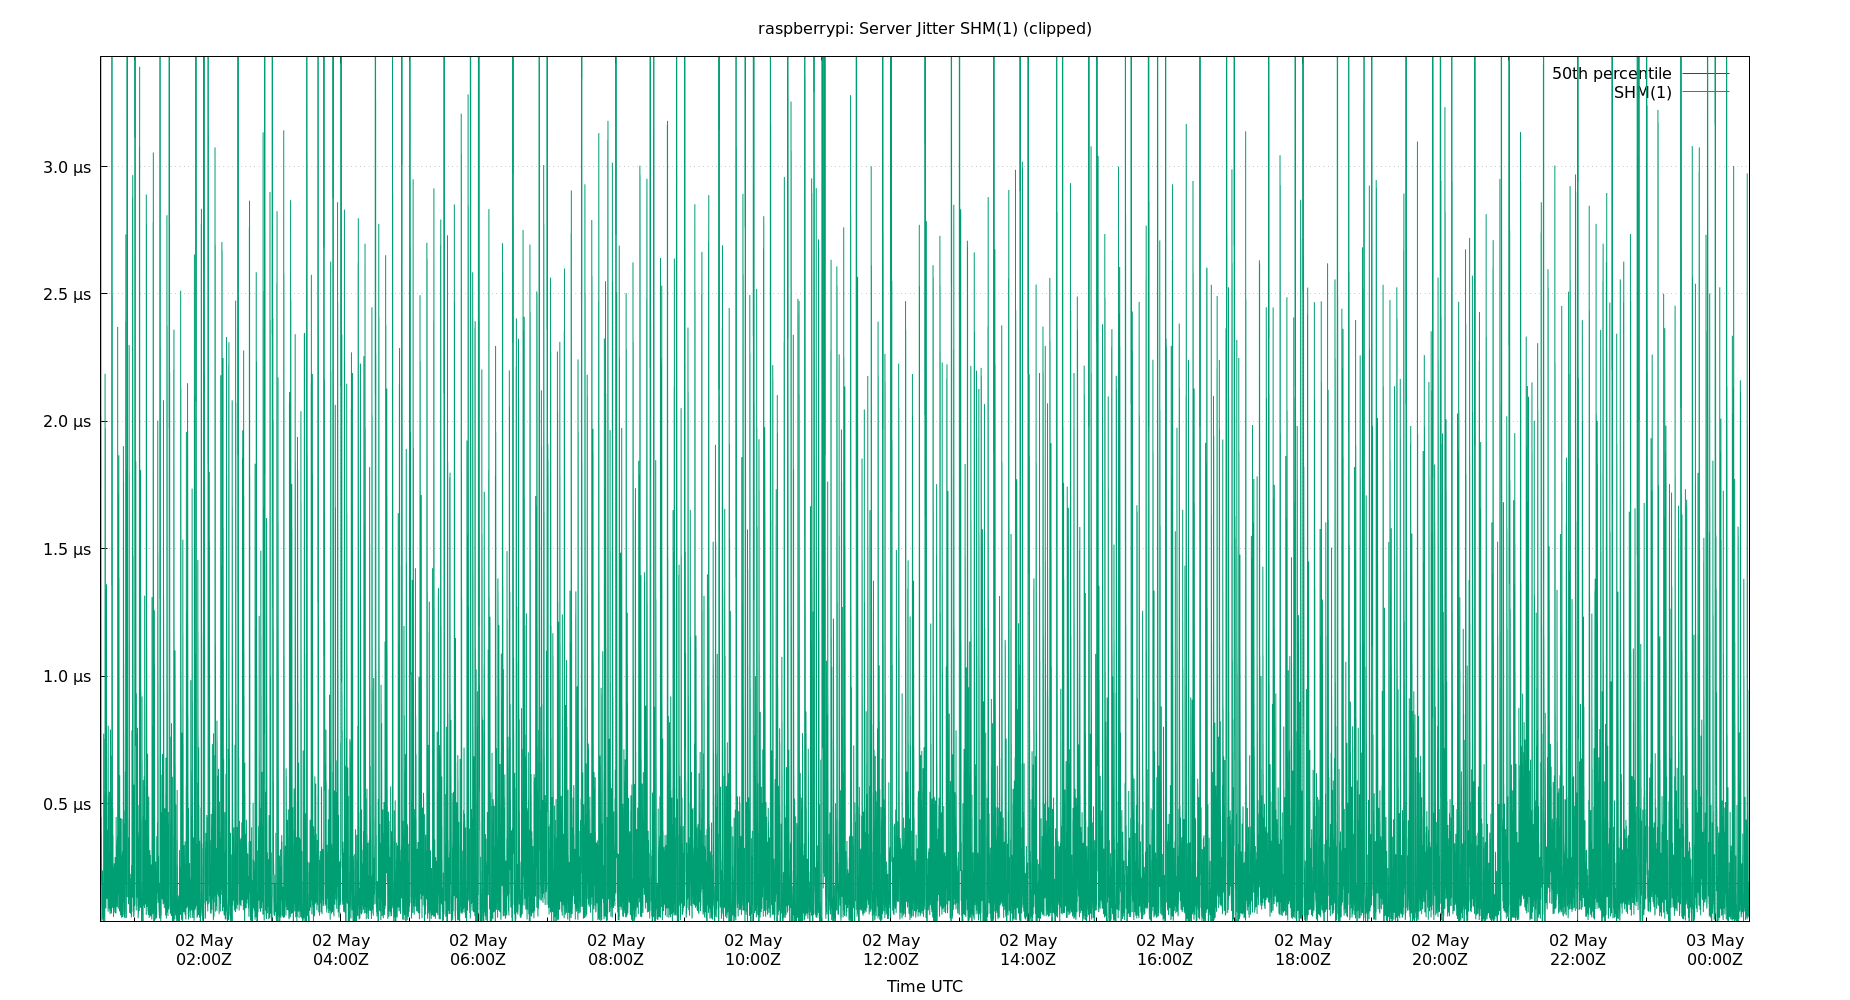 raspberrypi: Server Jitter SHM(1) (clipped)
50th percentile
SHM(1)
3.0 µs
2.5 µs
2.0 µs
1.5 µs
1.0 µs
0.5 µs
02 May 02 May 02 May 02 May 02 May 02 May 02 May 02 May 02 May 02 May 02 May 03 May
02:00Z 04:00Z 06:00Z 08:00Z 10:00Z 12:00Z 14:00Z 16:00Z 18:00Z 20:00Z 22:00Z 00:00Z
Time UTC